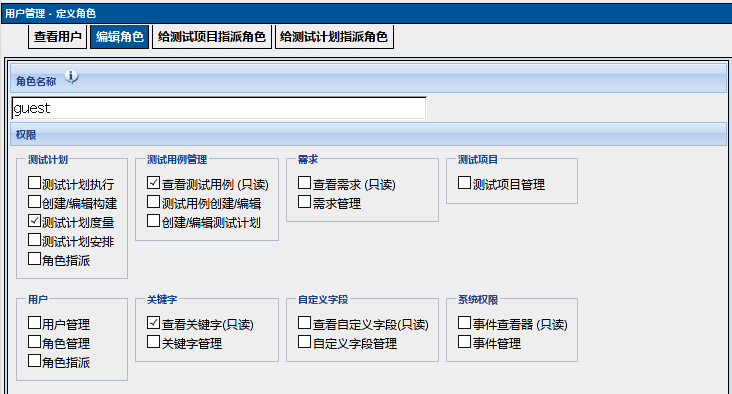 用户管理 - 定义角色
查看用户 编辑角色 给测试项目指派角色 给测试计划指派角色
角色名称
guest
权限
测试计划 测试用例管理 需求 测试项目
测试计划执行 查看测试用例 (只读) 查看需求 (只读) 测试项目管理
创建/编辑构建 测试用例创建/编辑 需求管理
测试计划度量 创建/编辑测试计划
测试计划安排
角色指派
用户 关键字 自定义字段 系统权限
用户管理 查看关键字(只读) 查看自定义字段(只读) 事件查看器 (只读)
角色管理 关键字管理 自定义字段管理 事件管理
角色指派